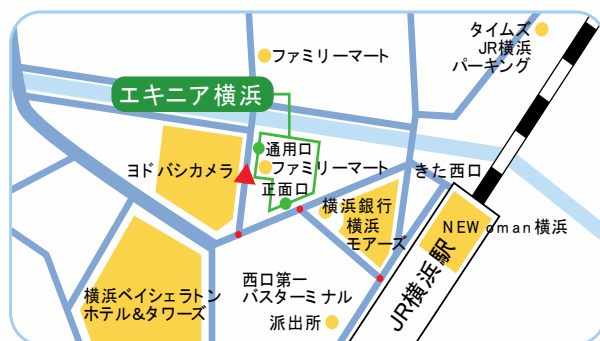 タイムズ
JR横浜
パーキング
ファミリーマート
エキニア横浜
通用口
ファミリーマート
ヨドバシカメラ
正面口
きた西口
横浜銀行
横浜
モアーズ
NEWoman横浜
JR横浜駅
西口第一
バスターミナル
横浜ベイシェラトン
ホテル&タワーズ
派出所